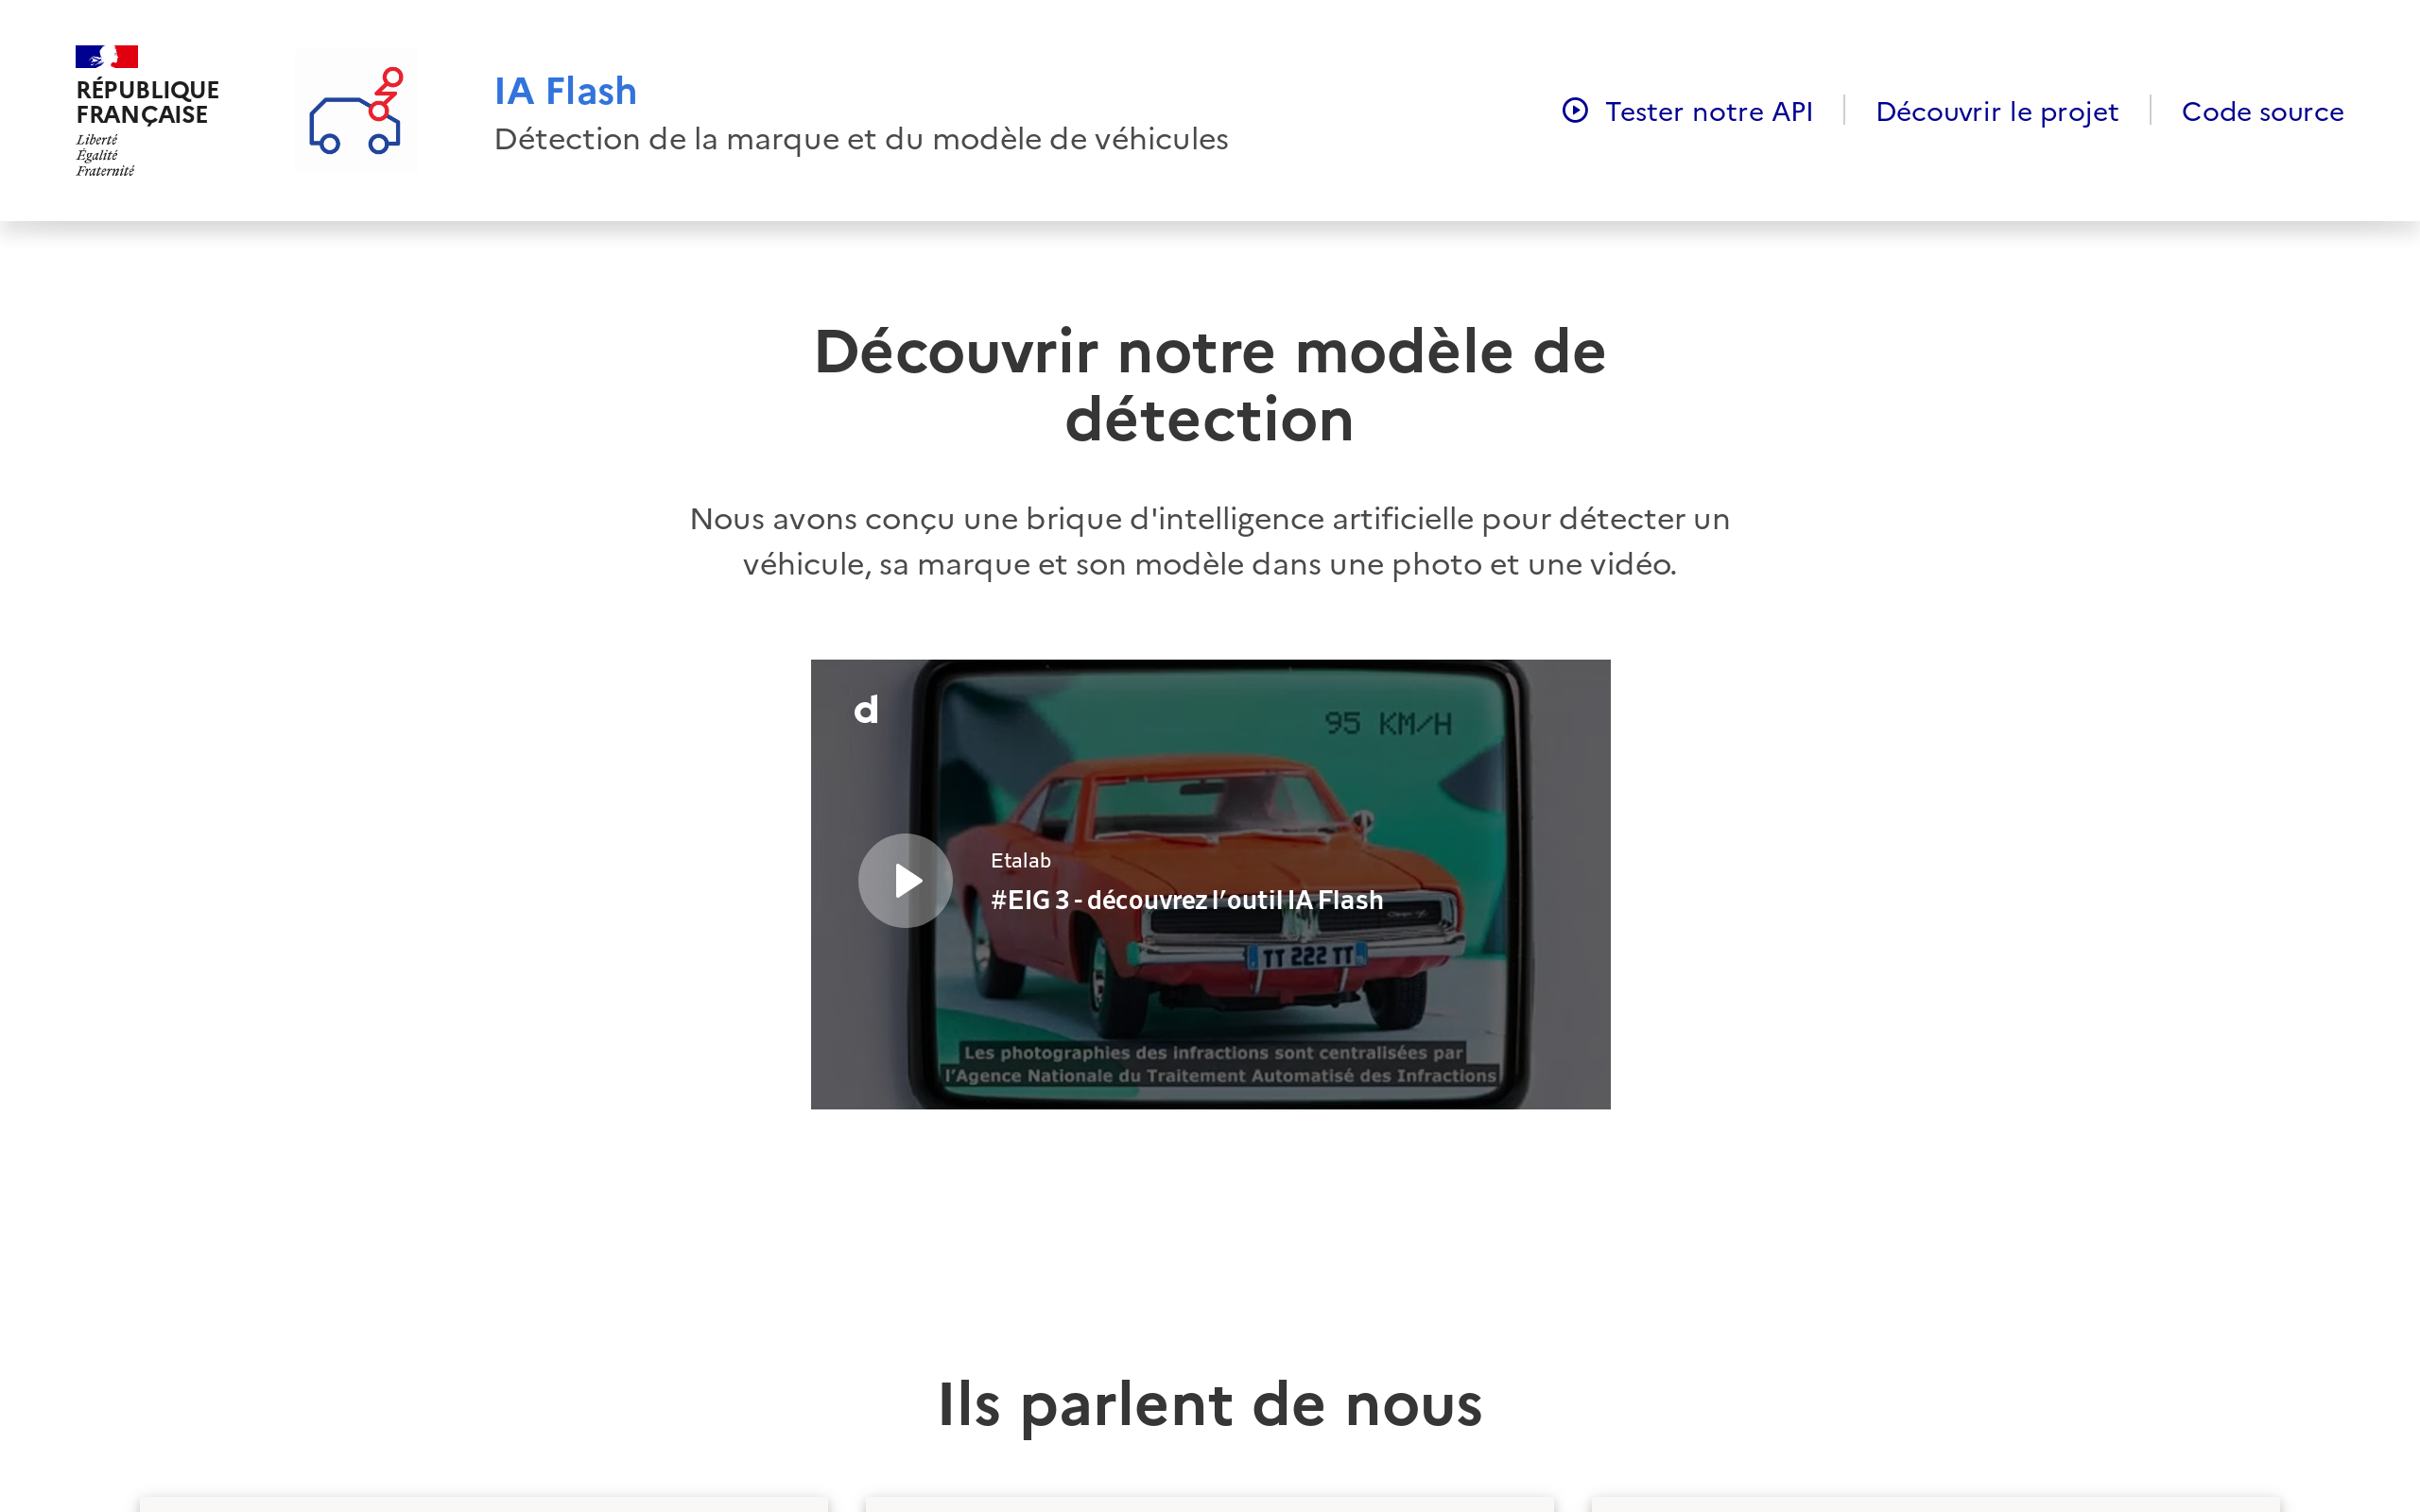 RÉPUBLIQUE
FRANÇAISE
Liberté
Égalité
Fraternité
IA Flash
Détection de la marque et du modèle de véhicules
Tester notre API
Découvrir le projet
Code source
Découvrir notre modèle de
détection
Nous avons conçu une brique d'intelligence artificielle pour détecter un
véhicule, sa marque et son modèle dans une photo et une vidéo.
d
95 KM/H
Etalab
#EIG 3 - découvrez l’outil IA Flash
TT 222 TT
Les photographies des infractions sont centralisées par
l’Agence Nationale du Traitement Automatisé des Infractions
Ils parlent de nous